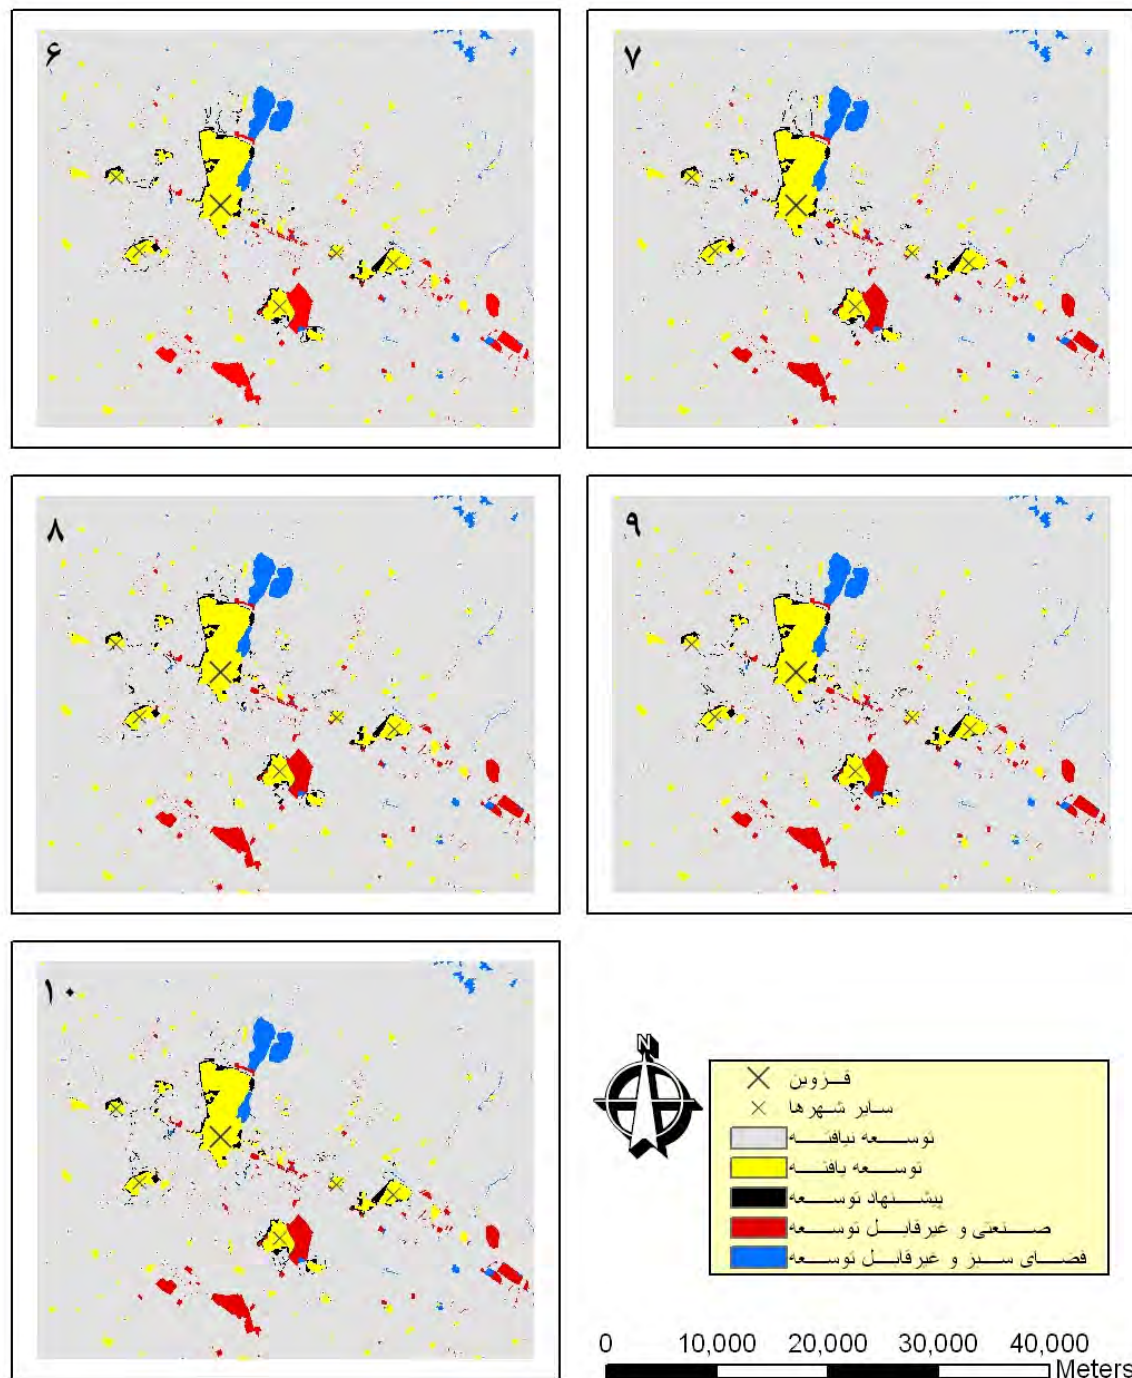 ۶
۷
۸
۹
۱۰
N
قزوین
سایر شهرها
توسعه نیافته
توسعه یافته
پیشنهاد توسعه
صنعتی و غیرقابل توسعه
فضای سبز و غیرقابل توسعه
0 10,000 20,000 30,000 40,000
Meters